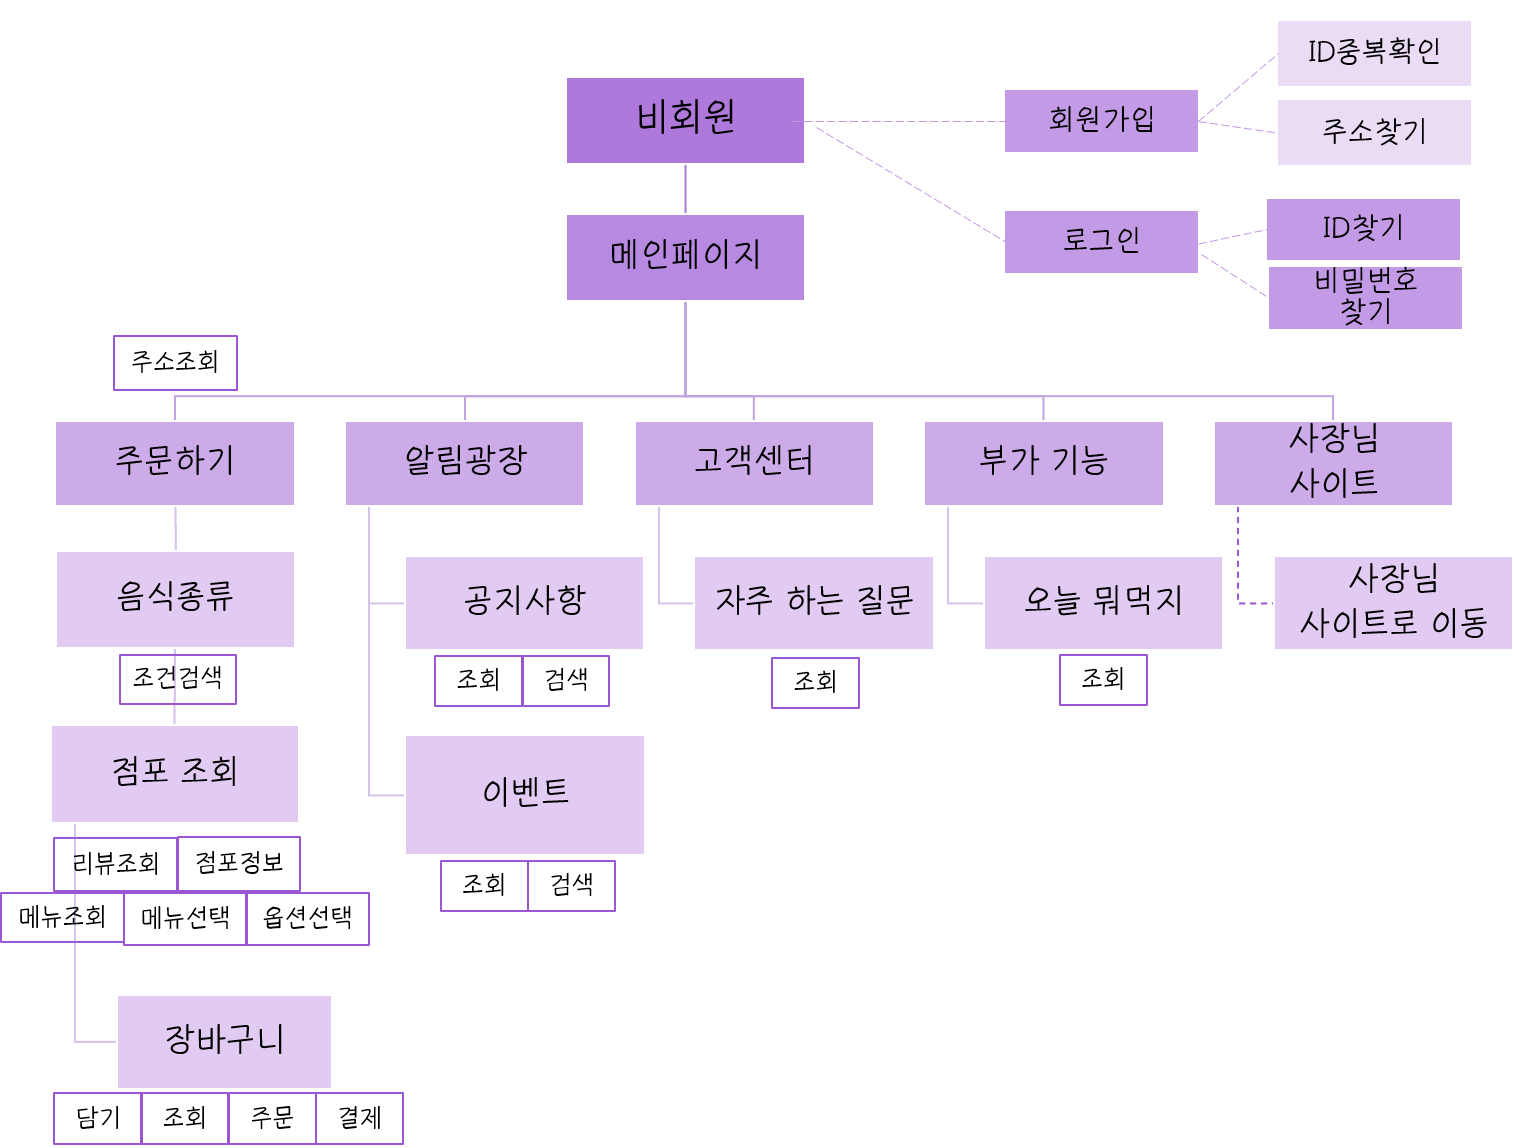 ID중복확인
비회원
회원가입
주소찾기
메인페이지
로그인
ID찾기
비밀번호
찾기
주소조회
주문하기
알림광장
고객센터
부가 기능
사장님
사이트
음식종류
공지사항
자주 하는 질문
오늘 뭐먹지
사장님
사이트로 이동
조건검색
조회
검색
조회
조회
점포 조회
이벤트
리뷰조회
점포정보
조회
검색
메뉴조회
메뉴선택
옵션선택
장바구니
담기
조회
주문
결제